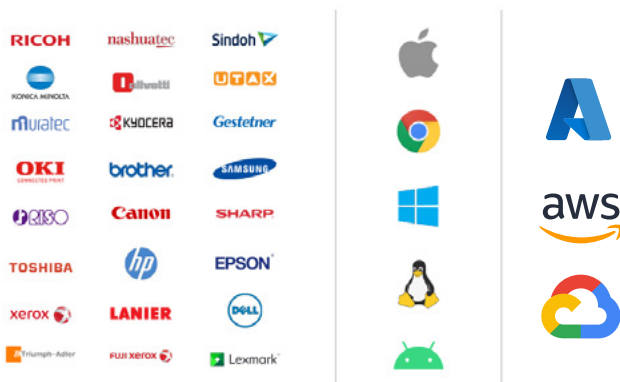 RICOH
nashuatec
Sindoh
KONICA MINOLTA
olivetti
UTAX
muratec
KYOCERA
Gestetner
OKI
CONNECTED PRINT
brother
SAMSUNG
RISO
Canon
SHARP
TOSHIBA
hp
EPSON
xerox
LANIER
DELL
Triumph-Adler
FUJI XEROX
Lexmark
aws